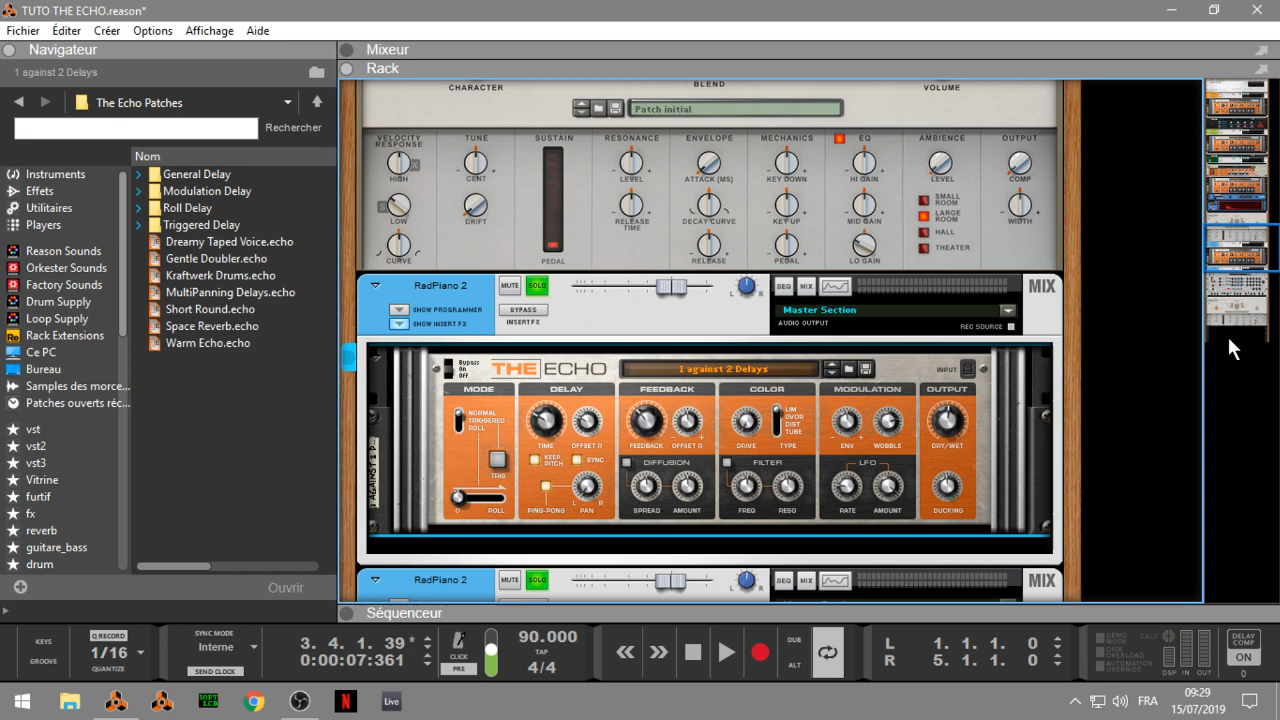 TUTO THE ECHO.reason*
Fichier Éditer Créer Options Affichage Aide
Navigateur
1 against 2 Delays
The Echo Patches
Rechercher
Nom
Instruments
Effets
Utilitaires
Players
Reason Sounds
Orkester Sounds
Factory Sounds
Drum Supply
Loop Supply
Rack Extensions
Ce PC
Bureau
Samples des morce...
Patches ouverts réc...
vst
vst2
vst3
Vitrine
furtif
fx
reverb
guitare_bass
drum
General Delay
Modulation Delay
Roll Delay
Triggered Delay
Dreamy Taped Voice.echo
Gentle Doubler.echo
Kraftwerk Drums.echo
MultiPanning Delays.echo
Short Round.echo
Space Reverb.echo
Warm Echo.echo
Ouvrir
Mixeur
Rack
CHARACTER BLEND VOLUME
Patch initial
VELOCITY RESPONSE TUNE SUSTAIN RESONANCE ENVELOPE MECHANICS EQ AMBIENCE OUTPUT
HIGH CENT LEVEL ATTACK [MS] KEY DOWN HI GAIN LEVEL COMP
SMALL ROOM
LOW DRIFT RELEASE TIME DECAY CURVE KEY UP MID GAIN LARGE ROOM WIDTH
HALL
CURVE PEDAL RELEASE PEDAL LO GAIN THEATER
RadPiano 2 MUTE SOLO L R SEQ MIX MIX
SHOW PROGRAMMER BYPASS Master Section
SHOW INSERT FX INSERT FX AUDIO OUTPUT REC SOURCE
Bypass
On
Off
THE ECHO 1 against 2 Delays INPUT
MODE DELAY FEEDBACK COLOR MODULATION OUTPUT
NORMAL
TRIGGERED
ROLL
LIM
OVDR
DIST
TUBE
TIME OFFSET R FEEDBACK OFFSET R DRIVE TYPE ENV WOBBLE DRY/WET
KEEP PITCH SYNC DIFFUSION FILTER LFO
TRIG
L R
0 ROLL PING-PONG PAN SPREAD AMOUNT FREQ RESO RATE AMOUNT DUCKING
RadPiano 2 MUTE SOLO L R SEQ MIX MIX
Séquenceur
KEYS
GROOVE
Q RECORD
1/16
QUANTIZE
SYNC MODE
Interne
SEND CLOCK
3. 4. 1. 39 *
0:00:07:361
CLICK
PRE
90.000
TAP
4/4
DUB
ALT
L 1. 1. 1. 0
R 5. 1. 1. 0
DEMO MODE
DISK OVERLOAD
AUTOMATION OVERRIDE
CALC
DSP IN OUT
DELAY COMP
ON
0
SOFT LCD
N
Live
FRA
09:29
15/07/2019